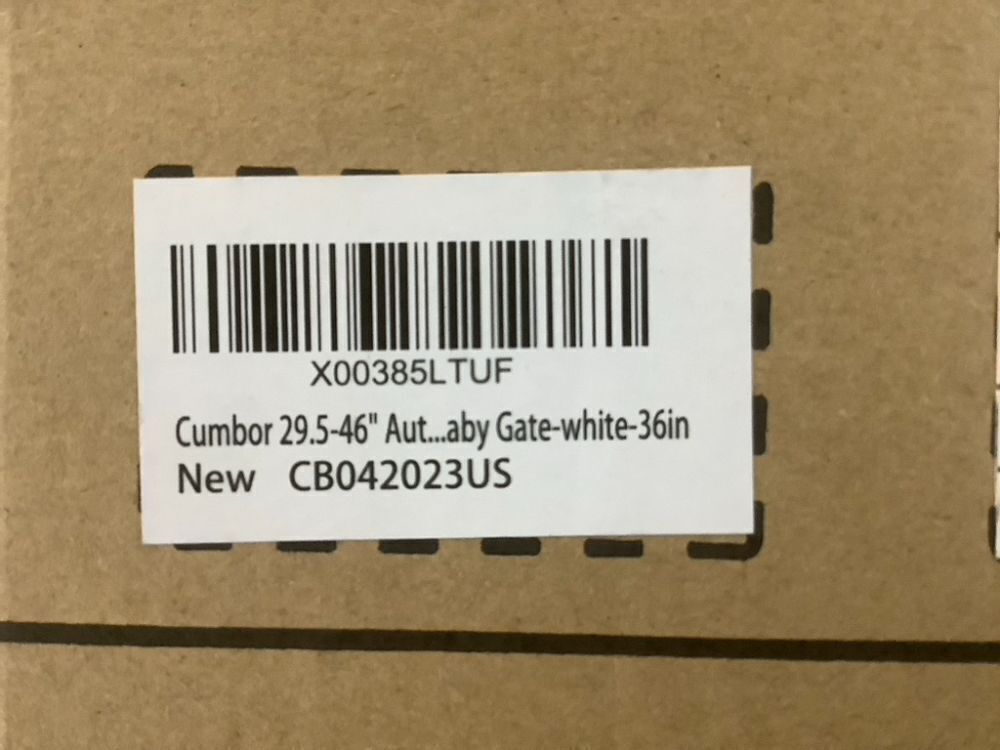 X00385LTUF
Cumbor 29.5-46" Aut...aby Gate-white-36in
New CB042023US